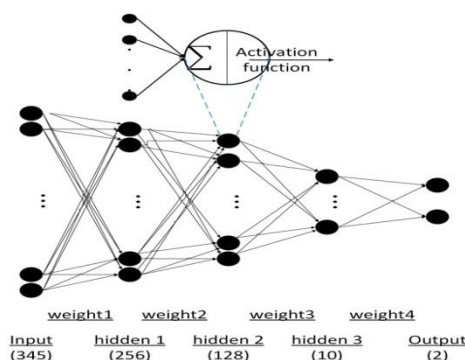 Σ Activation
function
weight1 weight2 weight3 weight4
Input hidden 1 hidden 2 hidden 3 Output
(345) (256) (128) (10) (2)